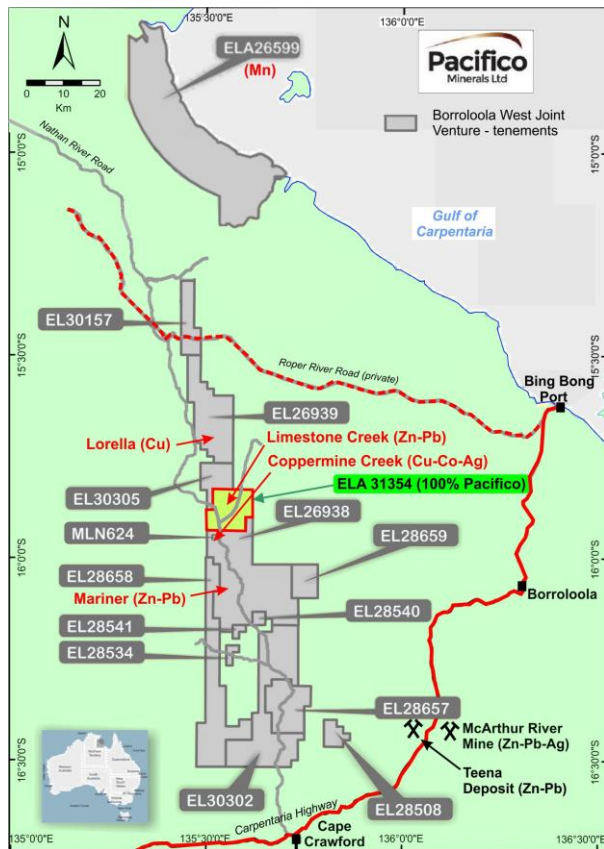 135°30'0"E
136°0'0"E
N
0
10
20
Km
ELA26599
(Mn)
Pacifico
Minerals Ltd
Borroloola West Joint
Venture - tenements
Nathan River Road
15°0'0"S
15°0'0"S
Gulf of
Carpentaria
EL30157
15°30'0"S
15°30'0"S
Roper River Road (private)
Bing Bong
Port
EL26939
Lorella (Cu)
Limestone Creek (Zn-Pb)
Coppermine Creek (Cu-Co-Ag)
EL30305
ELA 31354 (100% Pacifico)
MLN624
EL26938
EL28659
16°0'0"S
16°0'0"S
EL28658
Mariner (Zn-Pb)
EL28540
Borroloola
EL28541
EL28534
EL28657
McArthur River
Mine (Zn-Pb-Ag)
Teena
Deposit (Zn-Pb)
16°30'0"S
16°30'0"S
EL30302
EL28508
Carpentaria Highway
Cape
Crawford
135°0'0"E
135°30'0"E
136°0'0"E
136°30'0"E